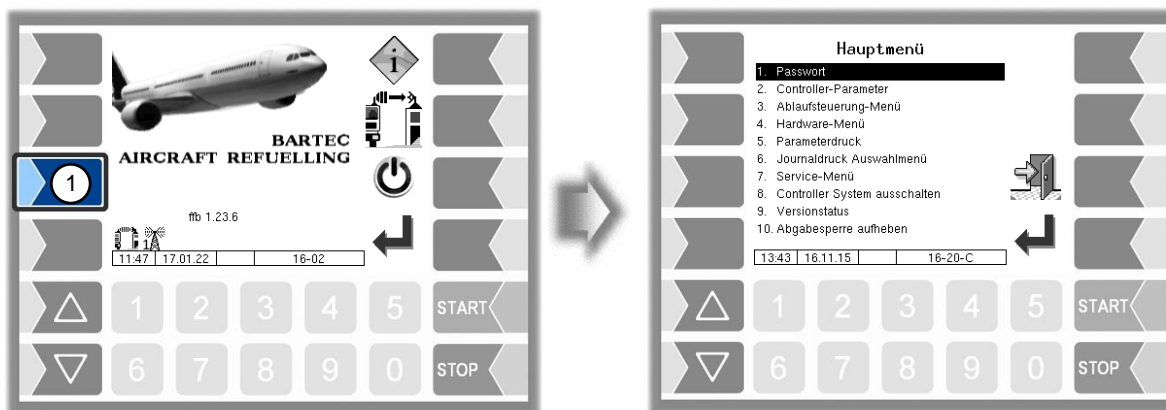 i
BARTEC
AIRCRAFT REFUELLING
1
ffb 1.23.6
1
11:47 17.01.22 16-02
1 2 3 4 5 START
6 7 8 9 0 STOP
Hauptmenü
1. Passwort
2. Controller-Parameter
3. Ablaufsteuerung-Menü
4. Hardware-Menü
5. Parameterdruck
6. Journaldruck Auswahlmenü
7. Service-Menü
8. Controller System ausschalten
9. Versionstatus
10. Abgabesperre aufheben
13:43 16.11.15 16-20-C
1 2 3 4 5 START
6 7 8 9 0 STOP